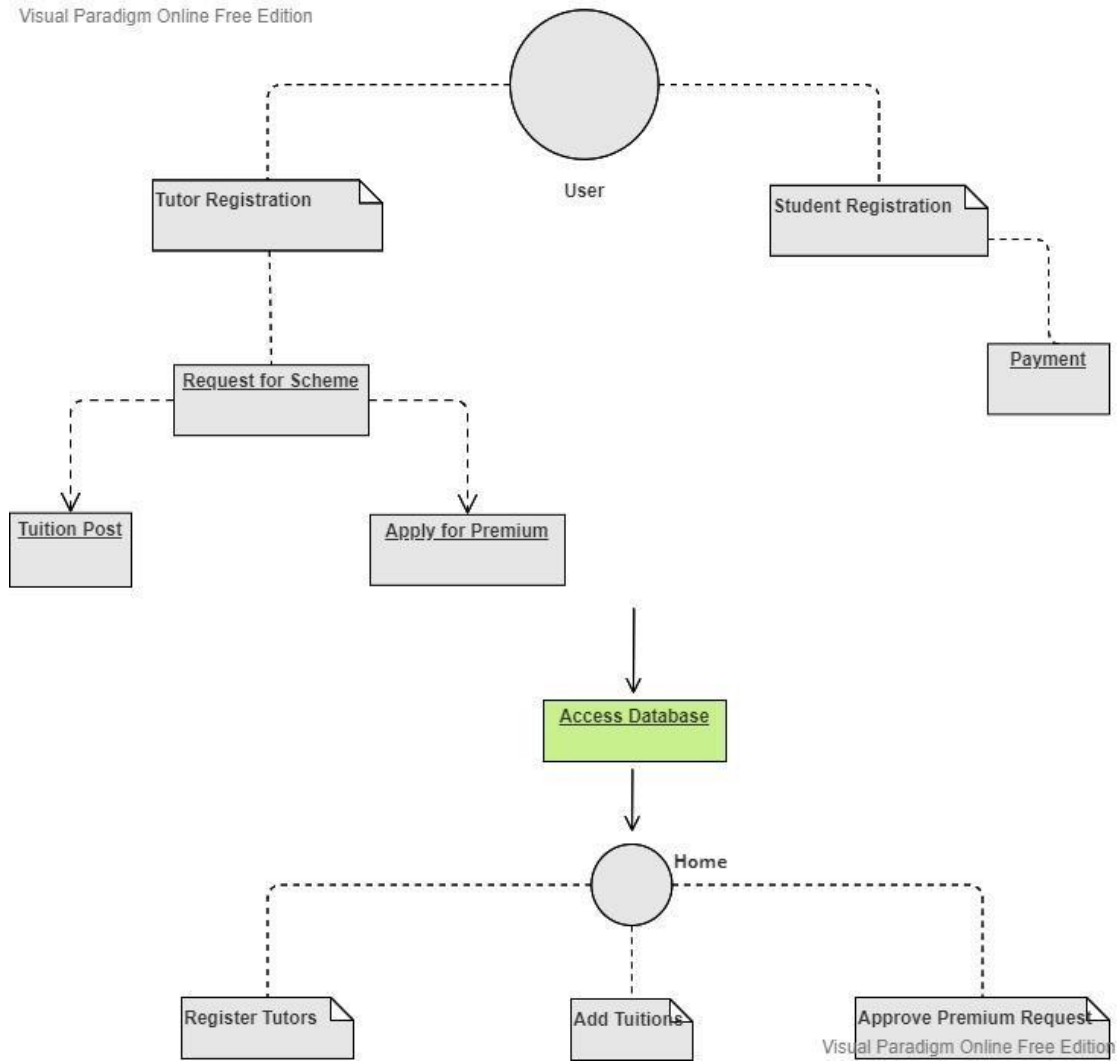 Visual Paradigm Online Free Edition
User
Tutor Registration
Student Registration
Request for Scheme
Payment
Tuition Post
Apply for Premium
Access Database
Home
Register Tutors
Add Tuitions
Approve Premium Request
Visual Paradigm Online Free Edition